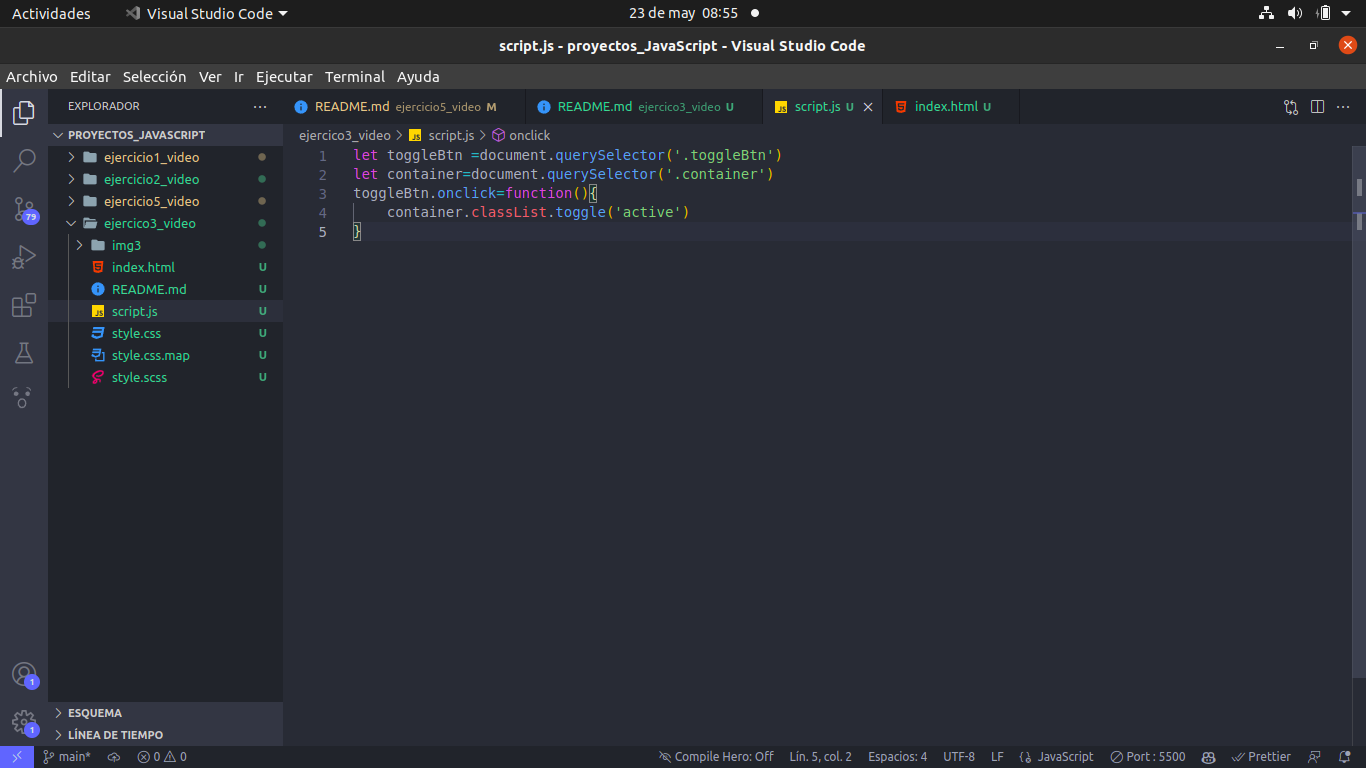 Actividades Visual Studio Code 23 de may 08:55
script.js - proyectos_JavaScript - Visual Studio Code
Archivo Editar Selección Ver Ir Ejecutar Terminal Ayuda
EXPLORADOR ···
README.md ejercicio5_video M README.md ejercico3_video U JS script.js U index.html U ···
PROYECTOS_JAVASCRIPT
ejercico3_video > JS script.js > onclick
ejercicio1_video
ejercicio2_video
ejercicio5_video
ejercico3_video
img3
index.html U
README.md U
JS script.js U
style.css U
style.css.map U
style.scss U
79
1 let toggleBtn =document.querySelector('.toggleBtn')
2 let container=document.querySelector('.container')
3 toggleBtn.onclick=function(){
4 container.classList.toggle('active')
5 }
1
1
ESQUEMA
LÍNEA DE TIEMPO
main* 0 0 Compile Hero: Off Lín. 5, col. 2 Espacios: 4 UTF-8 LF {} JavaScript Port : 5500 Prettier